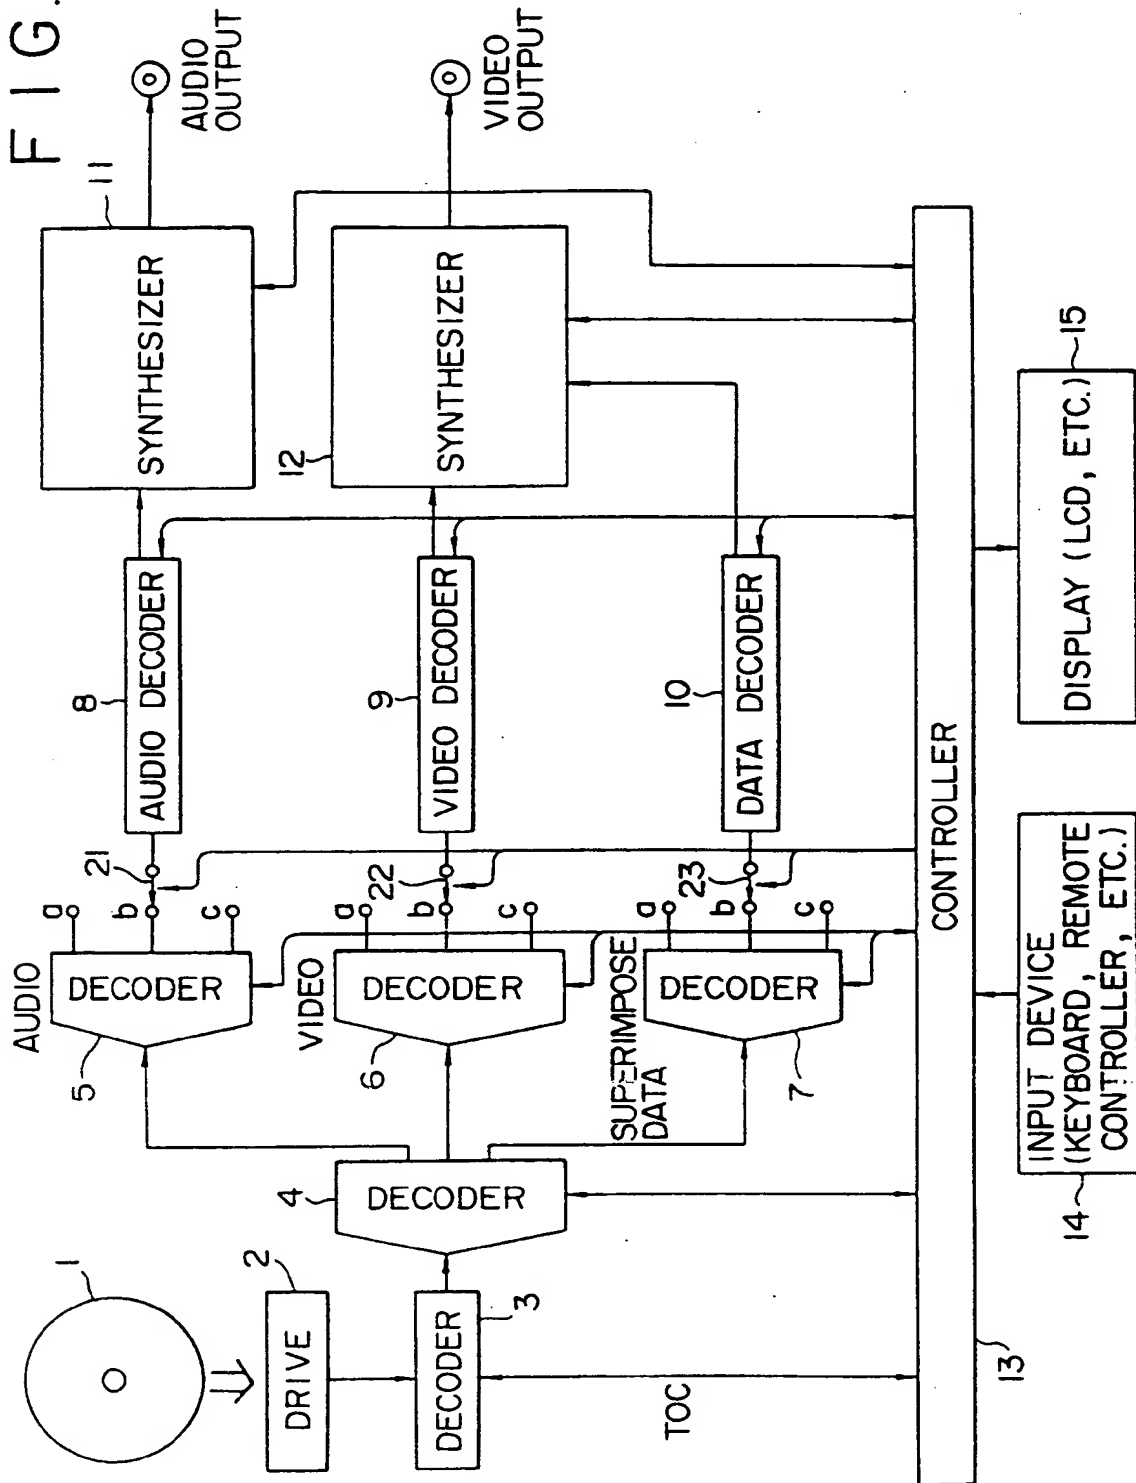 FIG.
1
2
DRIVE
3
DECODER
TOC
4
DECODER
AUDIO
5
DECODER
a
b
c
21
8
AUDIO DECODER
11
SYNTHESIZER
AUDIO
OUTPUT
VIDEO
6
DECODER
a
b
c
22
9
VIDEO DECODER
12
SYNTHESIZER
VIDEO
OUTPUT
SUPERIMPOSE
DATA
7
DECODER
a
b
c
23
10
DATA DECODER
13
CONTROLLER
14
INPUT DEVICE
(KEYBOARD, REMOTE
CONTROLLER, ETC.)
15
DISPLAY (LCD, ETC.)